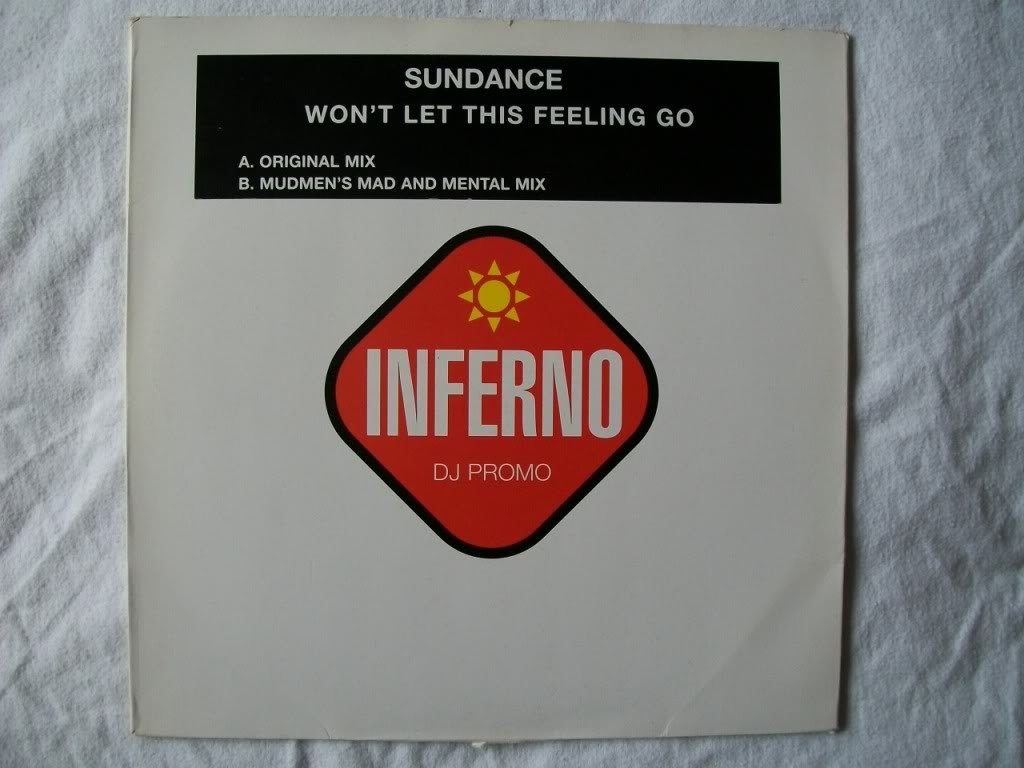 SUNDANCE
WON'T LET THIS FEELING GO
A. ORIGINAL MIX
B. MUDMEN'S MAD AND MENTAL MIX
INFERNO
DJ PROMO